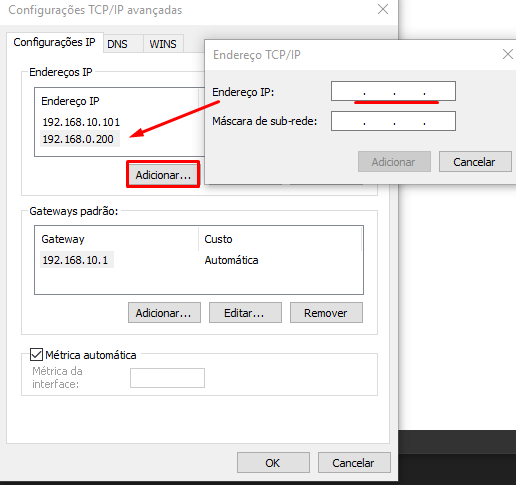 Configurações TCP/IP avançadas
Configurações IP DNS WINS
Endereços IP
Endereço IP
192.168.10.101
192.168.0.200
Adicionar...
Endereço TCP/IP
Endereço IP: . . .
Máscara de sub-rede: . . .
Adicionar Cancelar
Gateways padrão:
Gateway Custo
192.168.10.1 Automática
Adicionar... Editar... Remover
Métrica automática
Métrica da
interface:
OK Cancelar